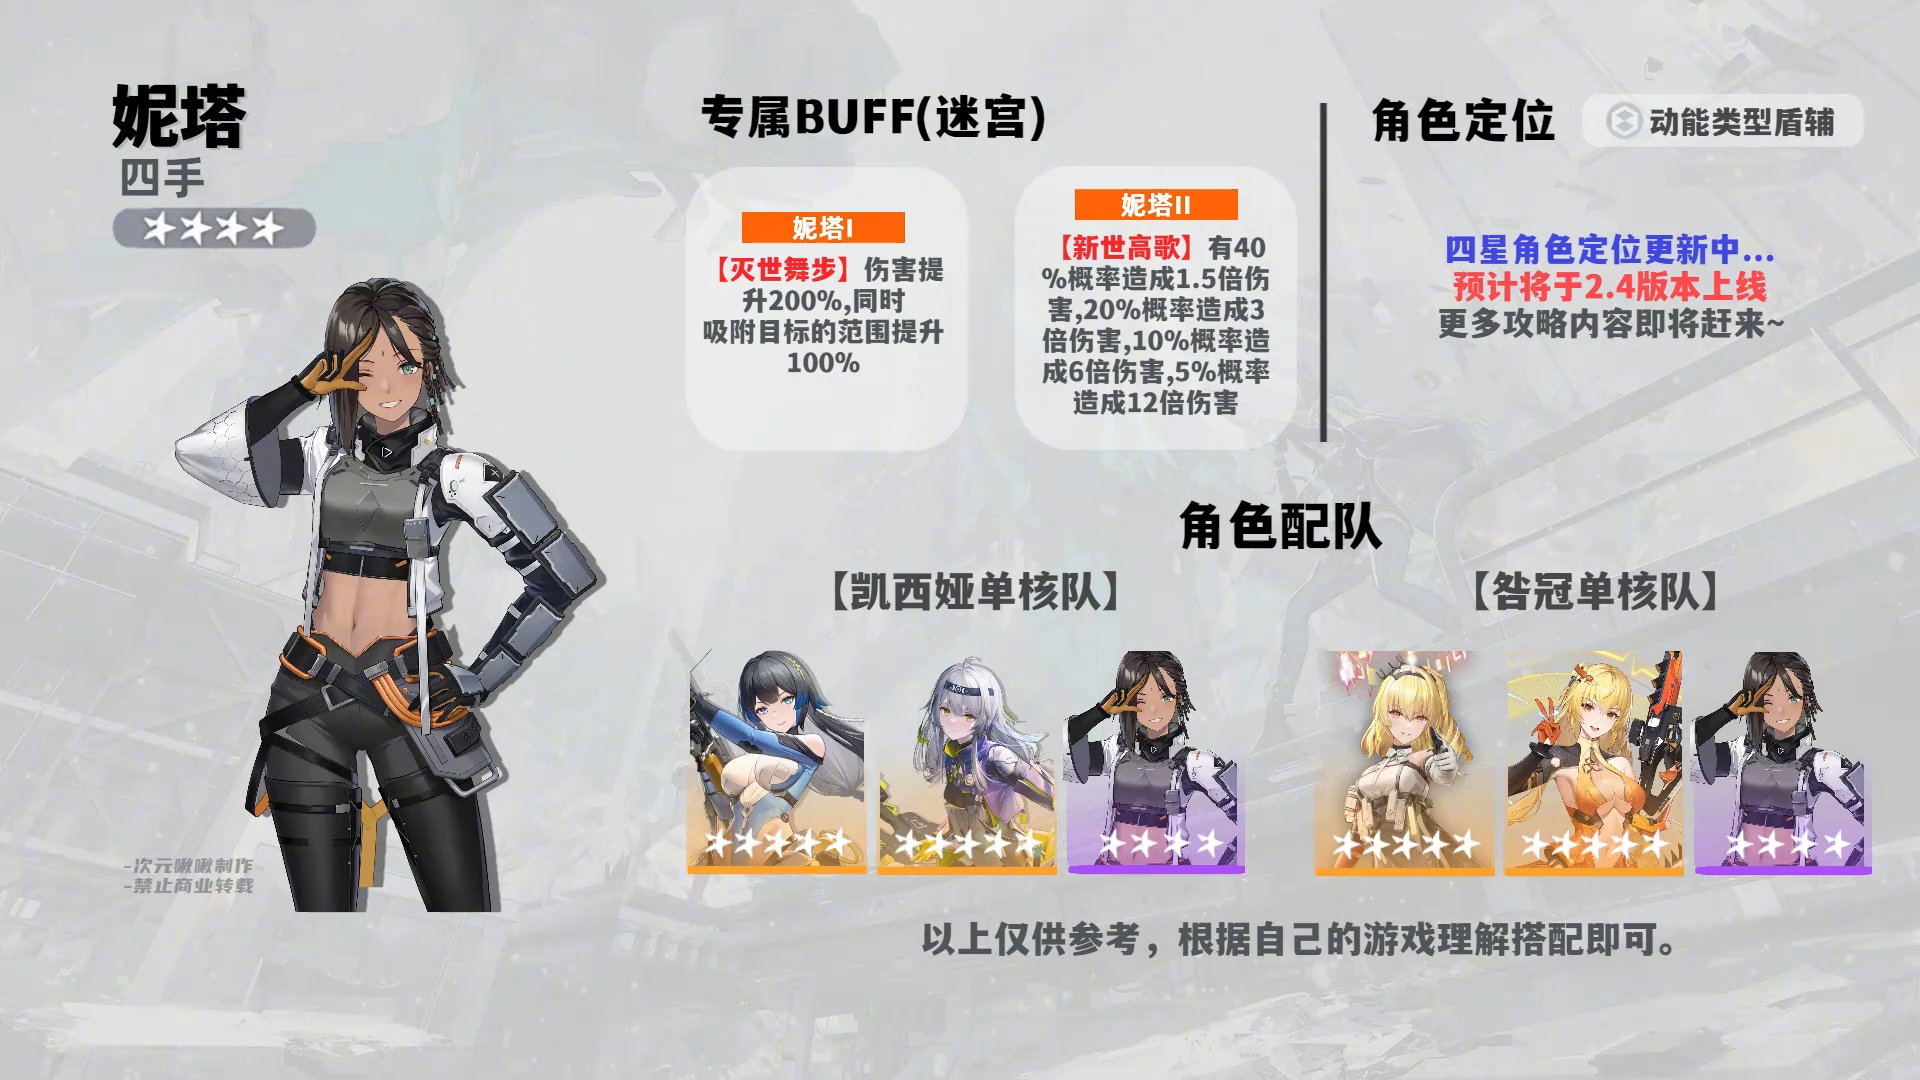 妮塔
四手
专属BUFF(迷宫)
妮塔I
【灭世舞步】伤害提
升200%,同时
吸附目标的范围提升
100%
妮塔II
【新世高歌】有40
%概率造成1.5倍伤
害,20%概率造成3
倍伤害,10%概率造
成6倍伤害,5%概率
造成12倍伤害
角色定位
动能类型盾辅
四星角色定位更新中...
预计将于2.4版本上线
更多攻略内容即将赶来~
角色配队
【凯西娅单核队】
【咎冠单核队】
-次元啾啾制作
-禁止商业转载
以上仅供参考，根据自己的游戏理解搭配即可。